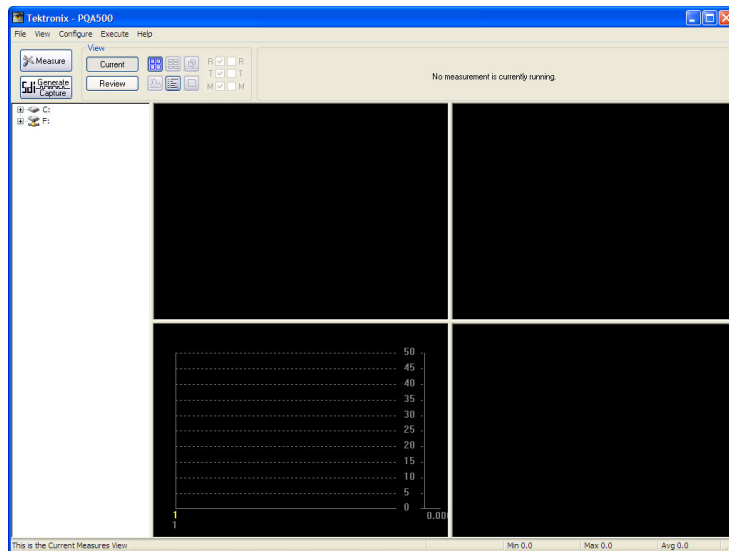 Tektronix - PQA500
File View Configure Execute Help
View
Measure
Current
R R
T T
Sdi Generate Capture
Review
M M
No measurement is currently running.
C:
F:
50
45
40
35
30
25
20
15
10
5
0
1
1
This is the Current Measures View
Min 0.0
Max 0.0
Avg 0.0